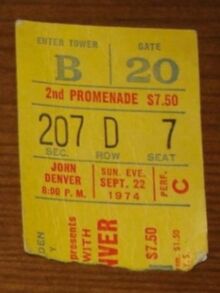 ENTER TOWER GATE
B 20
2nd PROMENADE $7.50
207 D 7
SEC. ROW SEAT
JOHN DENVER
8:00 P.M.
SUN. EVE.
SEPT. 22
1974
PERF.
C
DEN
presents
WITH
NVER
$7.50